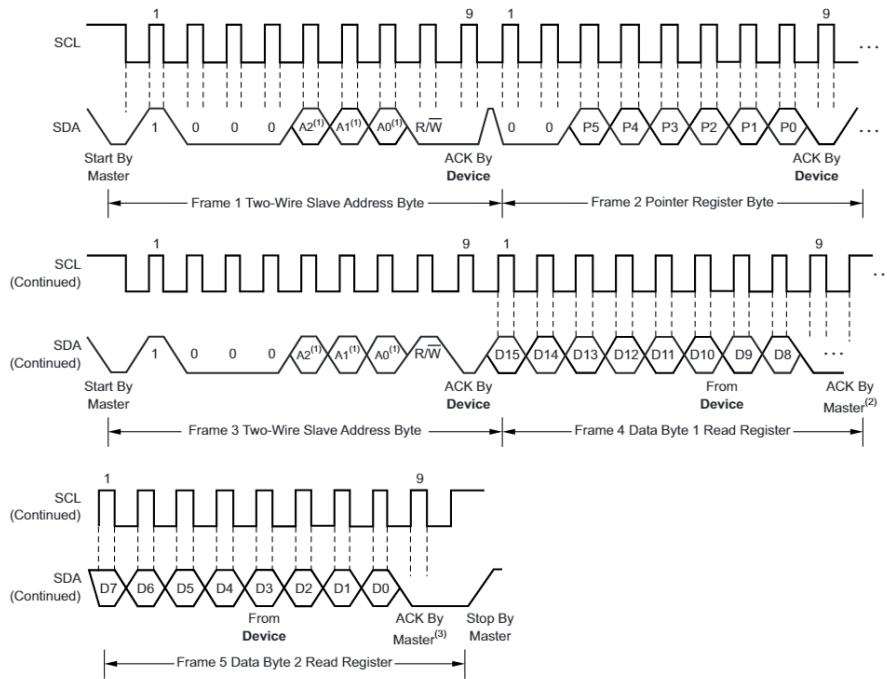 1 9 1 9
SCL
...
SDA 1 0 0 0 A2(1) A1(1) A0(1) R/W̅ 0 0 P5 P4 P3 P2 P1 P0 ...
Start By ACK By ACK By
Master Device Device
Frame 1 Two-Wire Slave Address Byte Frame 2 Pointer Register Byte
1 9 1 9
SCL
(Continued) ..
SDA
(Continued) 1 0 0 0 A2(1) A1(1) A0(1) R/W̅ D15 D14 D13 D12 D11 D10 D9 D8 ...
Start By ACK By From ACK By
Master Device Device Master(2)
Frame 3 Two-Wire Slave Address Byte Frame 4 Data Byte 1 Read Register
1 9
SCL
(Continued)
SDA
(Continued) D7 D6 D5 D4 D3 D2 D1 D0
From ACK By Stop By
Device Master(3) Master
Frame 5 Data Byte 2 Read Register